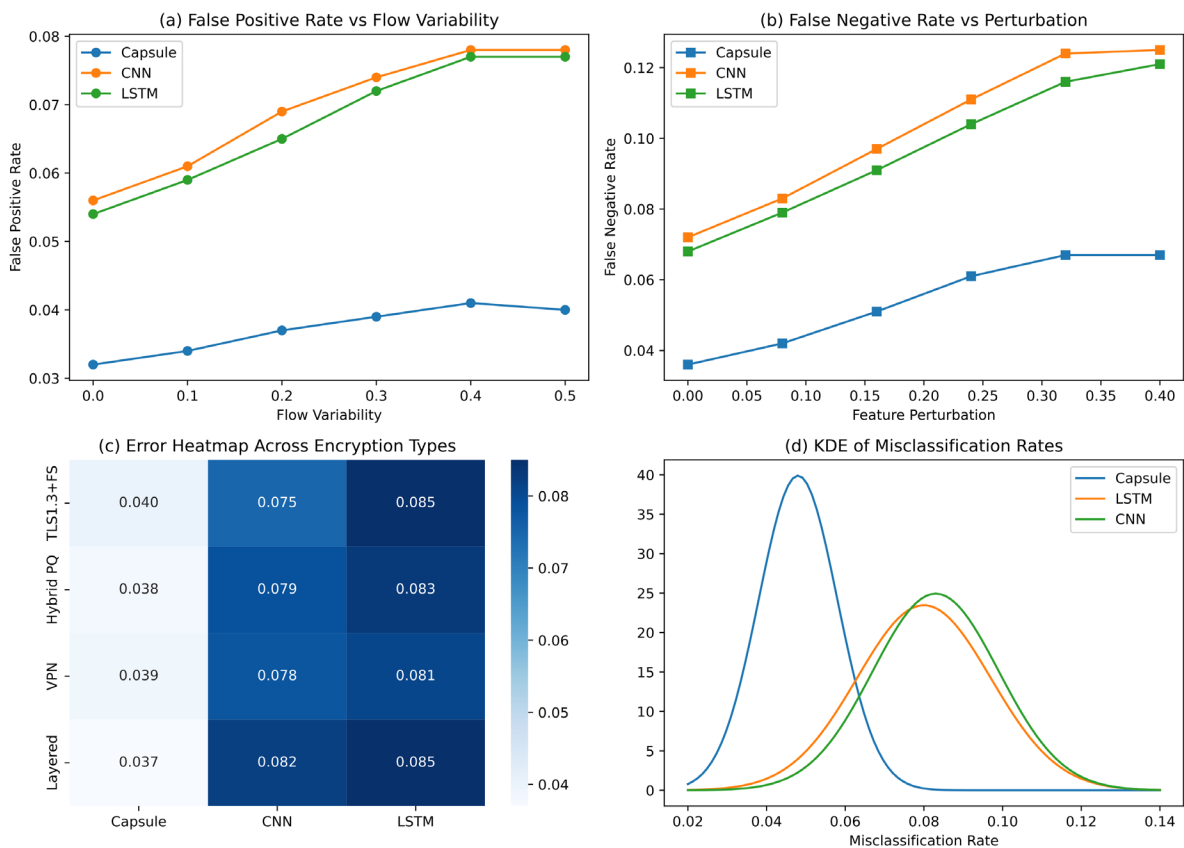 (a) False Positive Rate vs Flow Variability
False Positive Rate
0.08
0.07
0.06
0.05
0.04
0.03
Capsule
CNN
LSTM
0.0 0.1 0.2 0.3 0.4 0.5
Flow Variability
(b) False Negative Rate vs Perturbation
False Negative Rate
0.12
0.10
0.08
0.06
0.04
Capsule
CNN
LSTM
0.00 0.05 0.10 0.15 0.20 0.25 0.30 0.35 0.40
Feature Perturbation
(c) Error Heatmap Across Encryption Types
TLS1.3+FS 0.040 0.075 0.085
Hybrid PQ 0.038 0.079 0.083
VPN 0.039 0.078 0.081
Layered 0.037 0.082 0.085
Capsule CNN LSTM
0.08
0.07
0.06
0.05
0.04
(d) KDE of Misclassification Rates
40
35
30
25
20
15
10
5
0
Capsule
LSTM
CNN
0.02 0.04 0.06 0.08 0.10 0.12 0.14
Misclassification Rate